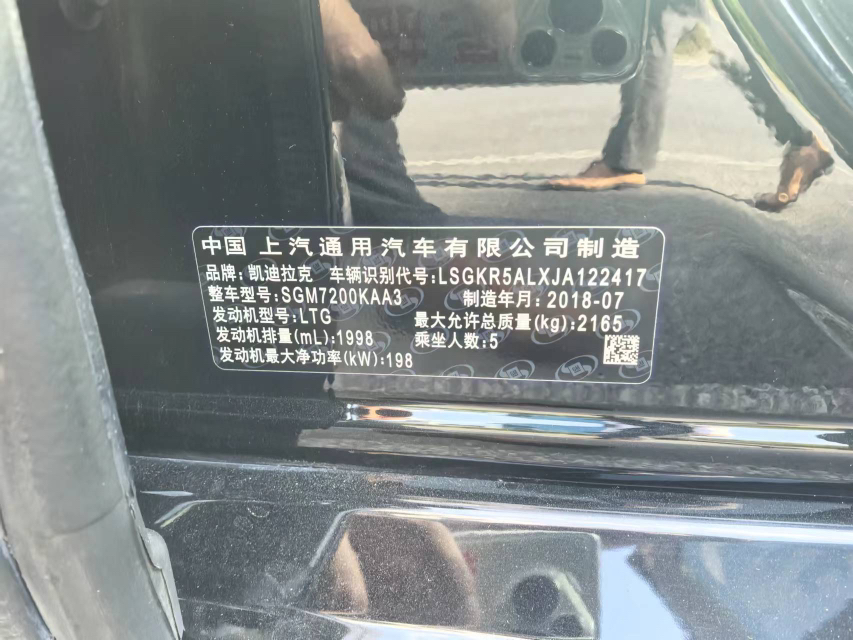 中国 上汽通用汽车有限公司制造
品牌: 凯迪拉克 车辆识别代号:LSGKR5ALXJA122417
整车型号:SGM7200KAA3 制造年月: 2018-07
发动机型号:LTG 最大允许总质量(kg):2165
发动机排量(mL):1998 乘坐人数:5
发动机最大净功率(kW):198